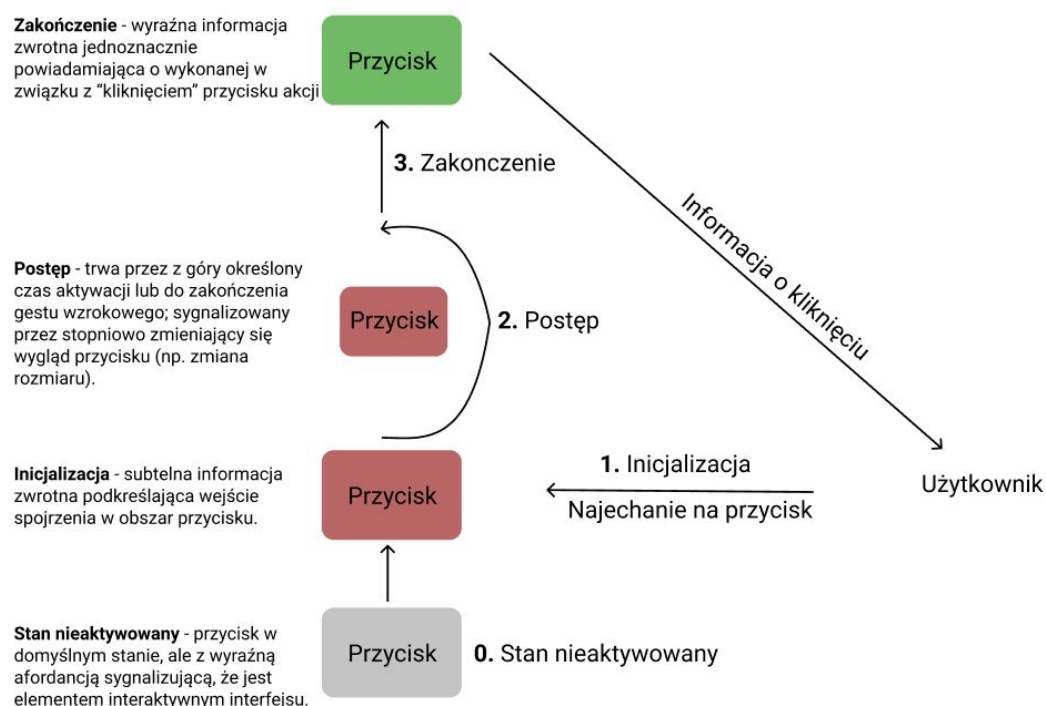 Zakończenie - wyraźna informacja
zwrotna jednoznacznie
powiadamiająca o wykonanej w
związku z “kliknięciem” przycisku akcji
Przycisk
3. Zakonczenie
Informacja o kliknięciu
Postęp - trwa przez z góry określony
czas aktywacji lub do zakończenia
gestu wzrokowego; sygnalizowany
przez stopniowo zmieniający się
wygląd przycisku (np. zmiana
rozmiaru).
Przycisk
2. Postęp
Inicjalizacja - subtelna informacja
zwrotna podkreślająca wejście
spojrzenia w obszar przycisku.
Przycisk
1. Inicjalizacja
Najechanie na przycisk
Użytkownik
Stan nieaktywowany - przycisk w
domyślnym stanie, ale z wyraźną
afordancją sygnalizującą, że jest
elementem interaktywnym interfejsu.
Przycisk
0. Stan nieaktywowany